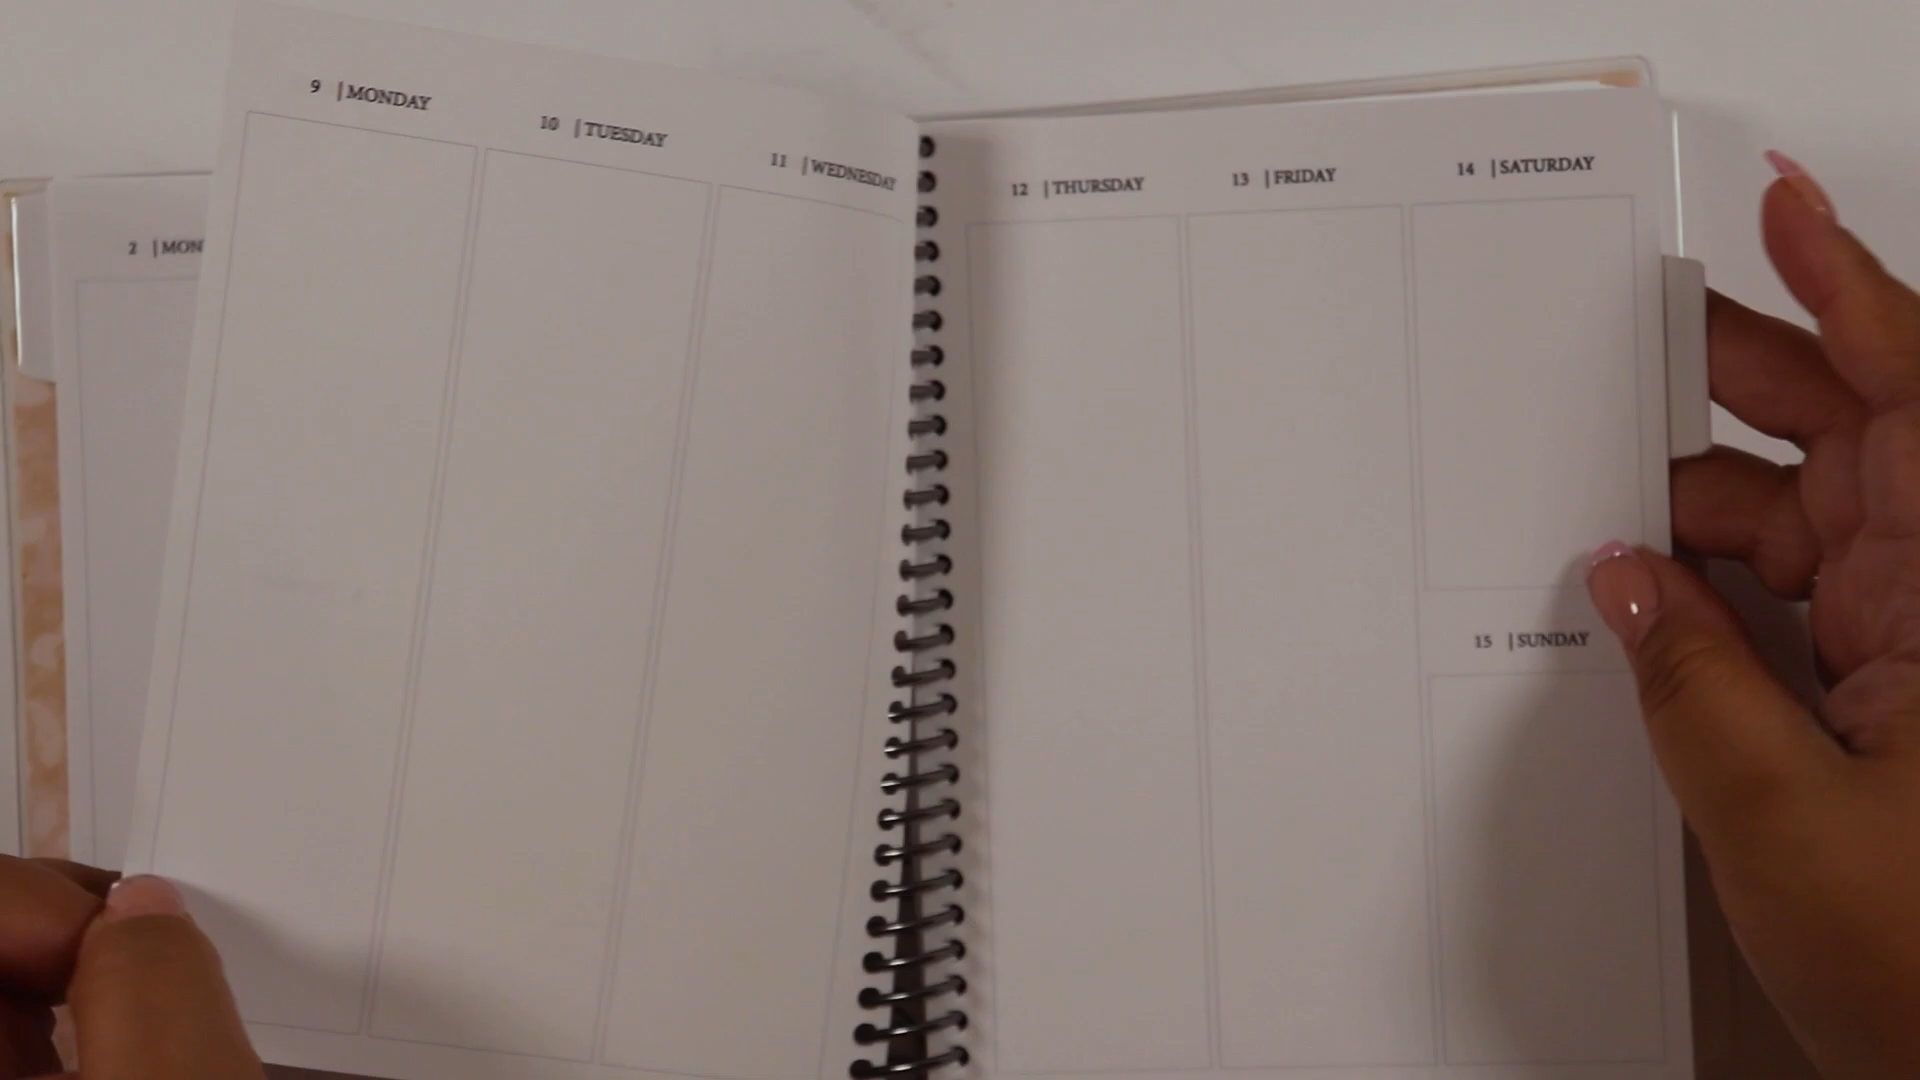 9 | MONDAY
10 | TUESDAY
11 | WEDNESDAY
2 | MON
12 | THURSDAY
13 | FRIDAY
14 | SATURDAY
15 | SUNDAY